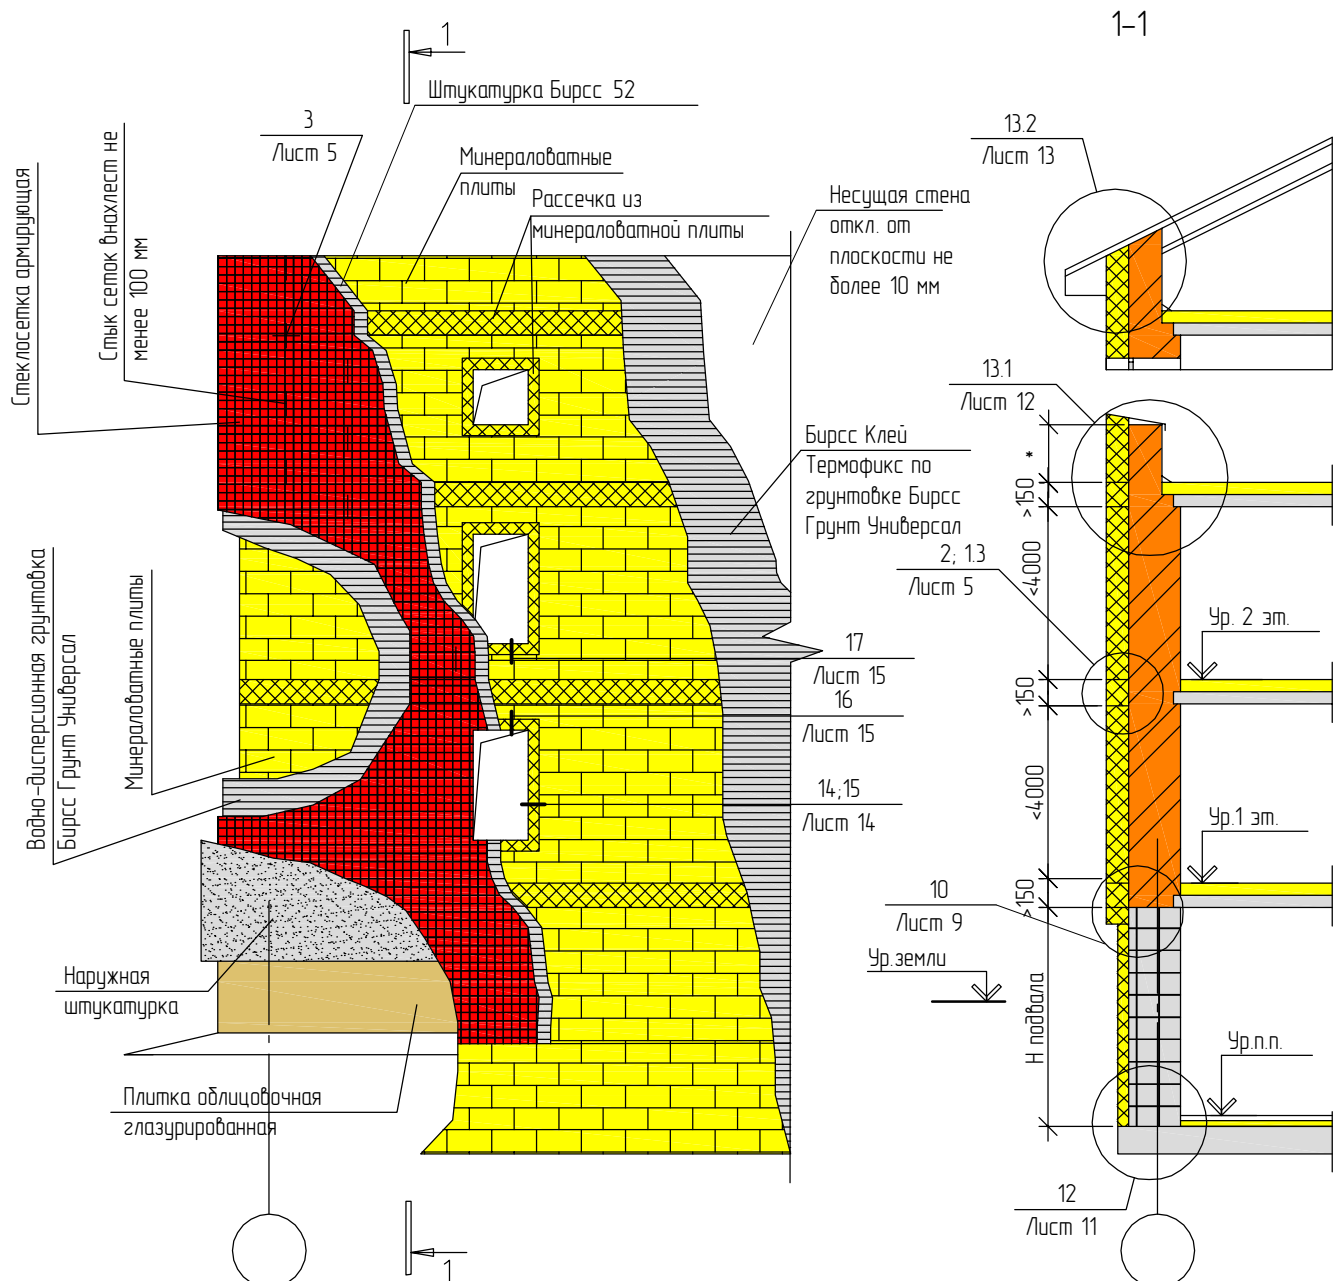 1
1-1
Штукатурка Бирсс 52
3
Лист 5
13.2
Лист 13
Стеклосетка армирующая
Стык сеток внахлест не
менее 100 мм
Минераловатные
плиты
Рассечка из
минераловатной плиты
Несущая стена
откл. от
плоскости не
более 10 мм
13.1
Лист 12
Бирсс Клей
Термофикс по
грунтовке Бирсс
Грунт Универсал
*
>150
<4000
2; 1.3
Лист 5
Ур. 2 эт.
Водно-дисперсионная грунтовка
Бирсс Грунт Универсал
Минераловатные плиты
17
Лист 15
16
Лист 15
>150
<4000
14;15
Лист 14
Ур.1 эт.
>150
10
Лист 9
Ур.земли
Наружная
штукатурка
Н подвала
Ур.п.п.
Плитка облицовочная
глазурированная
12
Лист 11
1